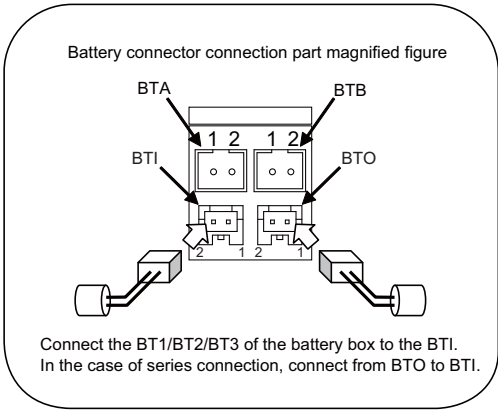 Battery connector connection part magnified figure
BTA
BTB
1 2 1 2
BTI
BTO
2 1 2 1
Connect the BT1/BT2/BT3 of the battery box to the BTI.
In the case of series connection, connect from BTO to BTI.